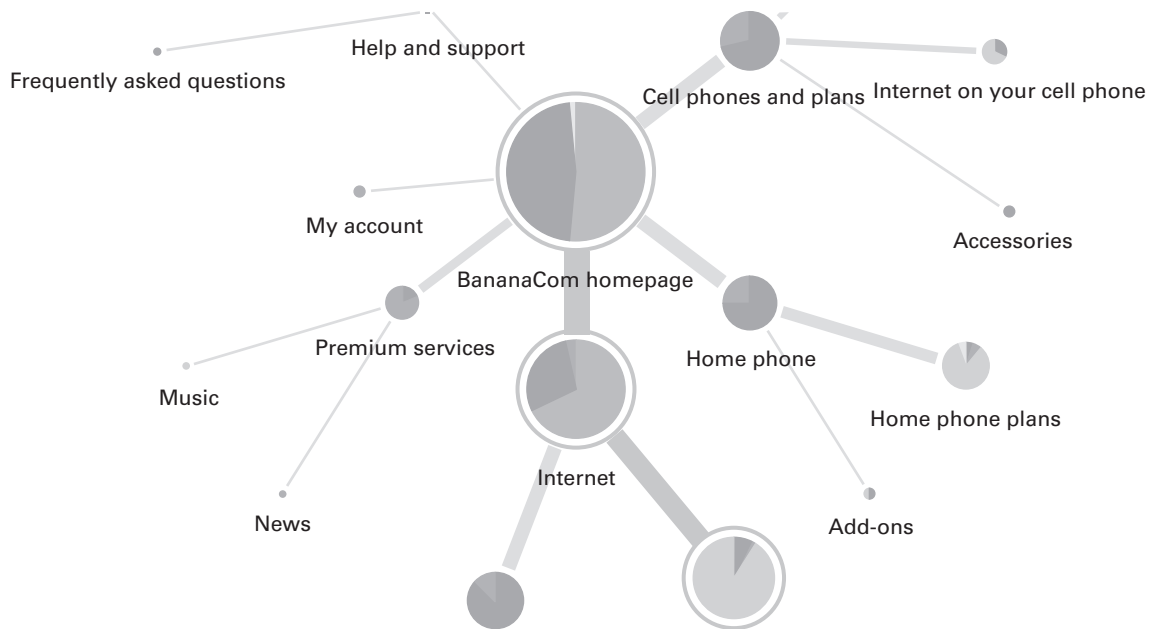 Help and support
Frequently asked questions
Cell phones and plans
Internet on your cell phone
My account
Accessories
BananaCom homepage
Premium services
Home phone
Music
Home phone plans
Internet
News
Add-ons